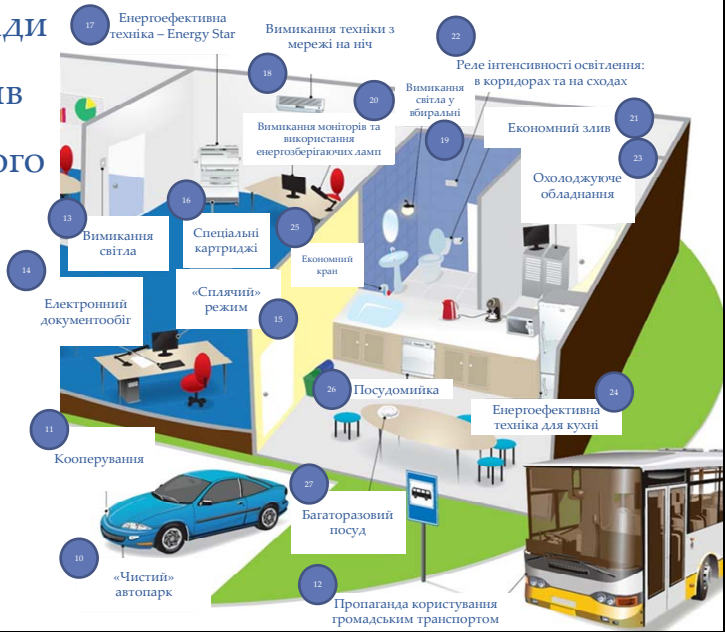 ди
ів
ого
17
Енергоефективна
техніка – Energy Star
Вимикання техніки з
мережі на ніч
18
22
Реле інтенсивності освітлення:
в коридорах та на сходах
20
Вимикання
світла у
вбиральні
19
Вимикання моніторів та
використання
енергозберігаючих ламп
21
Економний злив
23
Охолоджуюче
обладнання
13
Вимикання
світла
16
Спеціальні
картриджі
25
Економний
кран
14
Електронний
документообіг
«Сплячий»
режим
15
26
Посудомийка
24
Енергоефективна
техніка для кухні
11
Кооперування
27
Багаторазовий
посуд
10
«Чистий»
автопарк
12
Пропаганда користування
громадським транспортом